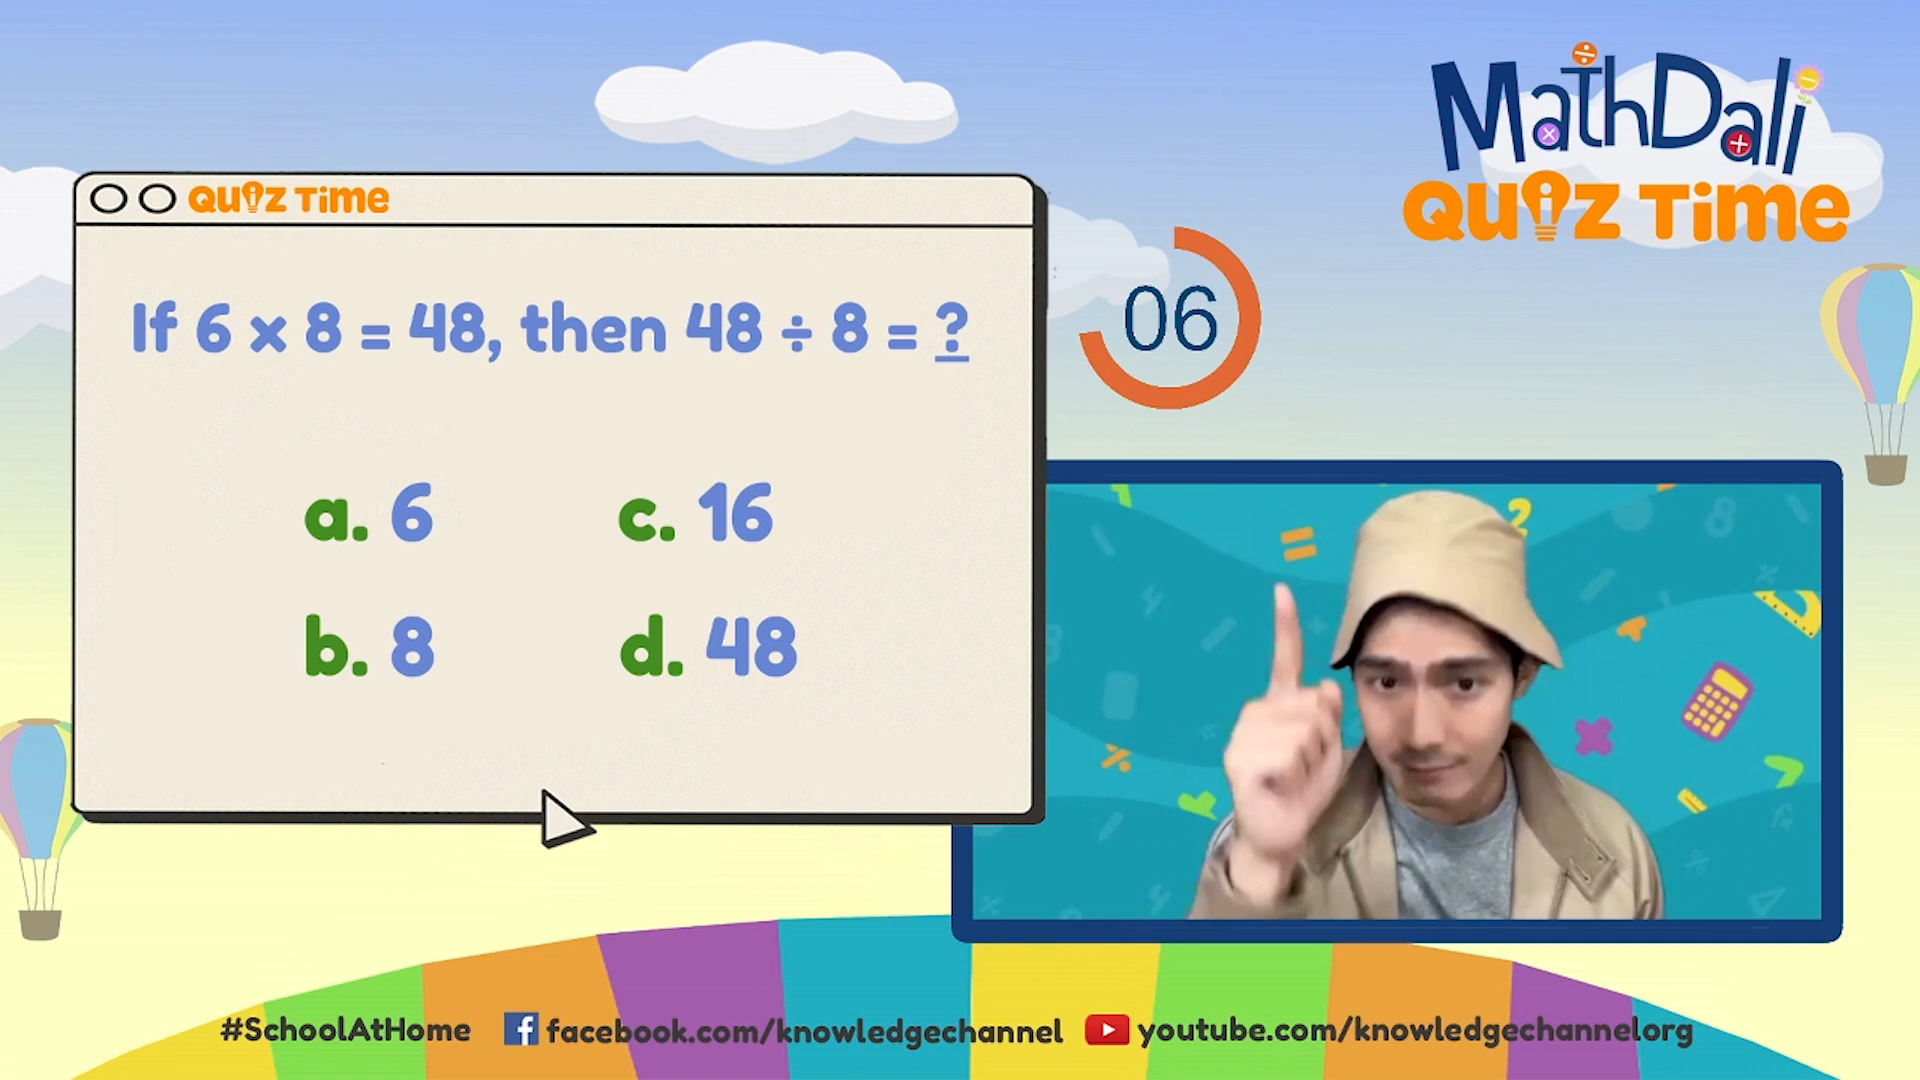 MathDali
QUIZ TIME
QUIZ TIME
06
If 6 × 8 = 48, then 48 ÷ 8 = ?
a. 6
c. 16
b. 8
d. 48
#SchoolAtHome
facebook.com/knowledgechannel
youtube.com/knowledgechannelorg